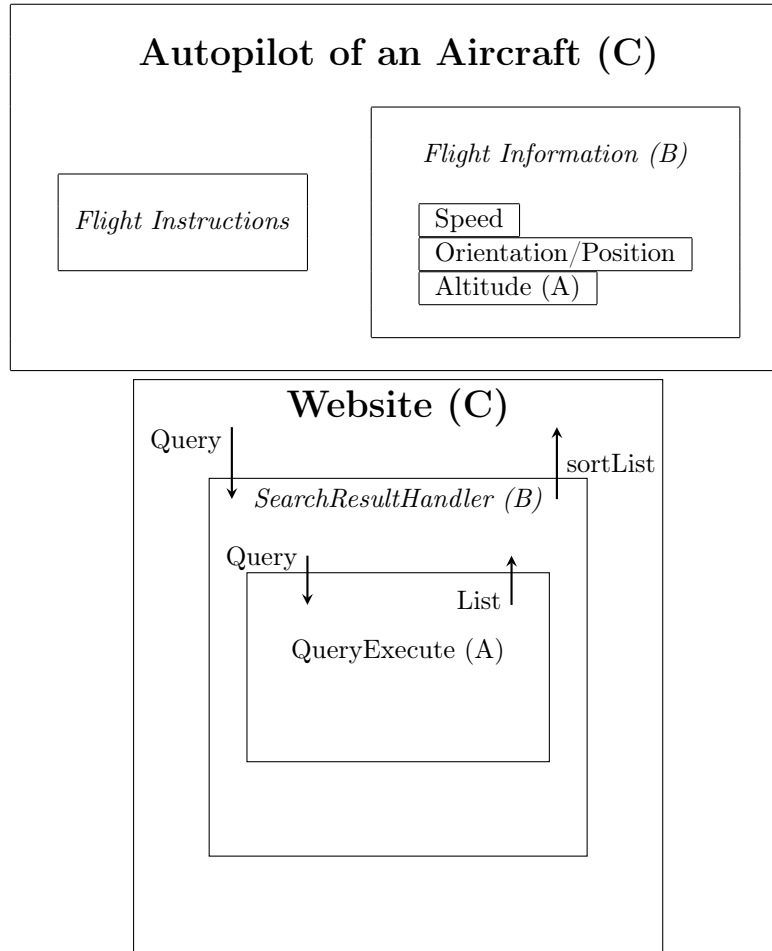 Autopilot of an Aircraft (C)
Flight Information (B)
Flight Instructions
Speed
Orientation/Position
Altitude (A)
Website (C)
Query
sortList
SearchResultHandler (B)
Query
List
QueryExecute (A)